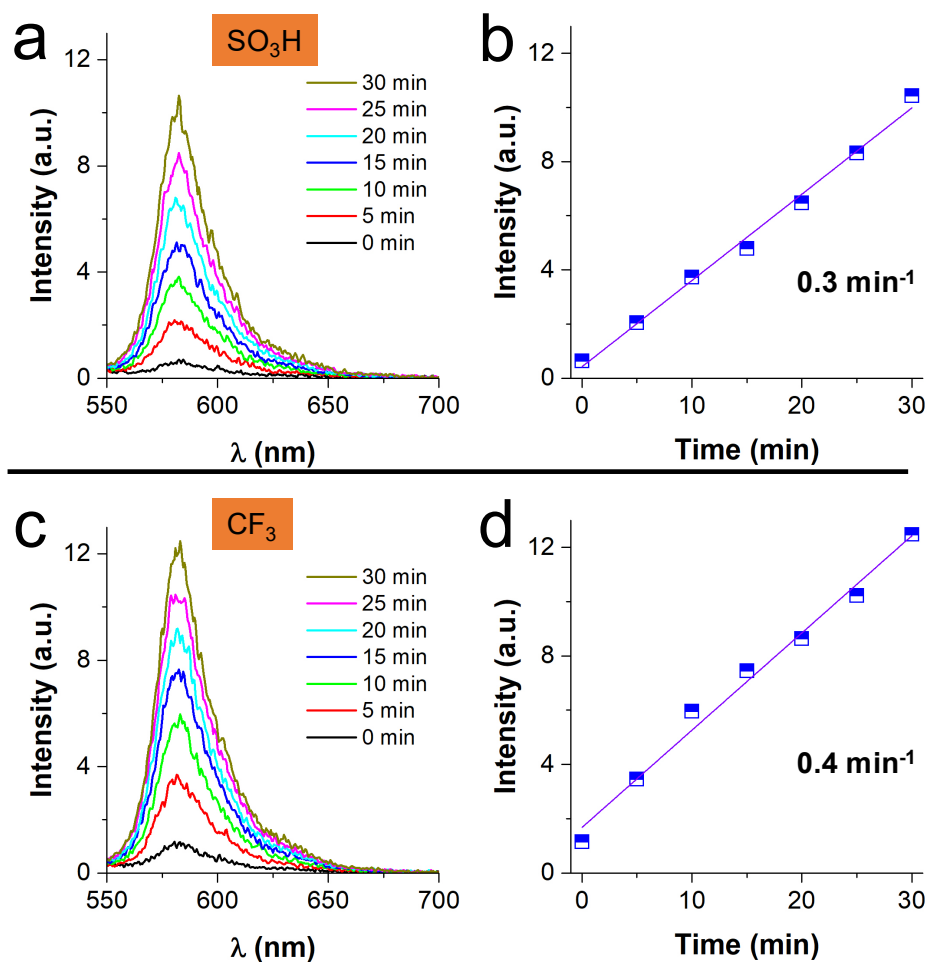 a
SO₃H
12
8
4
0
Intensity (a.u.)
30 min
25 min
20 min
15 min
10 min
5 min
0 min
550 600 650 700
λ (nm)
b
12
8
4
0
Intensity (a.u.)
0.3 min⁻¹
0 10 20 30
Time (min)
c
CF₃
12
8
4
0
Intensity (a.u.)
30 min
25 min
20 min
15 min
10 min
5 min
0 min
550 600 650 700
λ (nm)
d
12
8
4
0
Intensity (a.u.)
0.4 min⁻¹
0 10 20 30
Time (min)